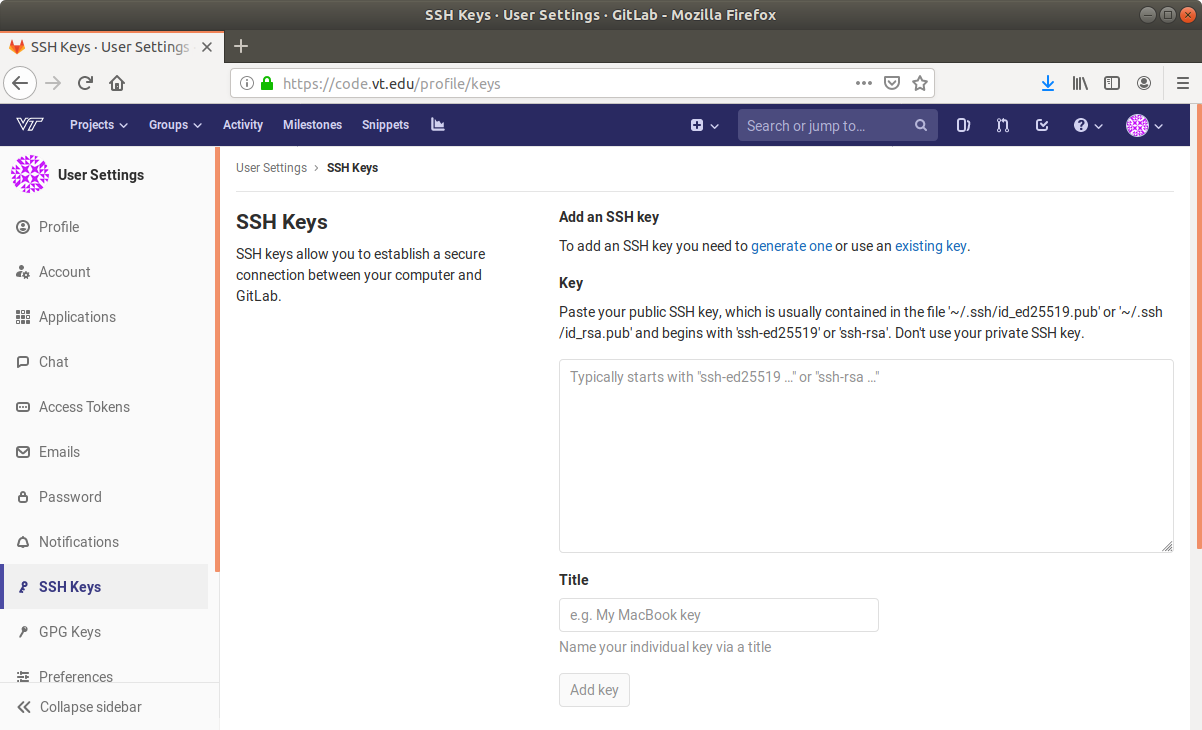 SSH Keys · User Settings · GitLab - Mozilla Firefox
SSH Keys · User Settings
https://code.vt.edu/profile/keys
VT Projects Groups Activity Milestones Snippets Search or jump to…
User Settings
Profile
Account
Applications
Chat
Access Tokens
Emails
Password
Notifications
SSH Keys
GPG Keys
Preferences
Collapse sidebar
User Settings › SSH Keys
SSH Keys
SSH keys allow you to establish a secure
connection between your computer and
GitLab.
Add an SSH key
To add an SSH key you need to generate one or use an existing key.
Key
Paste your public SSH key, which is usually contained in the file '~/.ssh/id_ed25519.pub' or '~/.ssh
/id_rsa.pub' and begins with 'ssh-ed25519' or 'ssh-rsa'. Don't use your private SSH key.
Typically starts with "ssh-ed25519 …" or "ssh-rsa …"
Title
e.g. My MacBook key
Name your individual key via a title
Add key